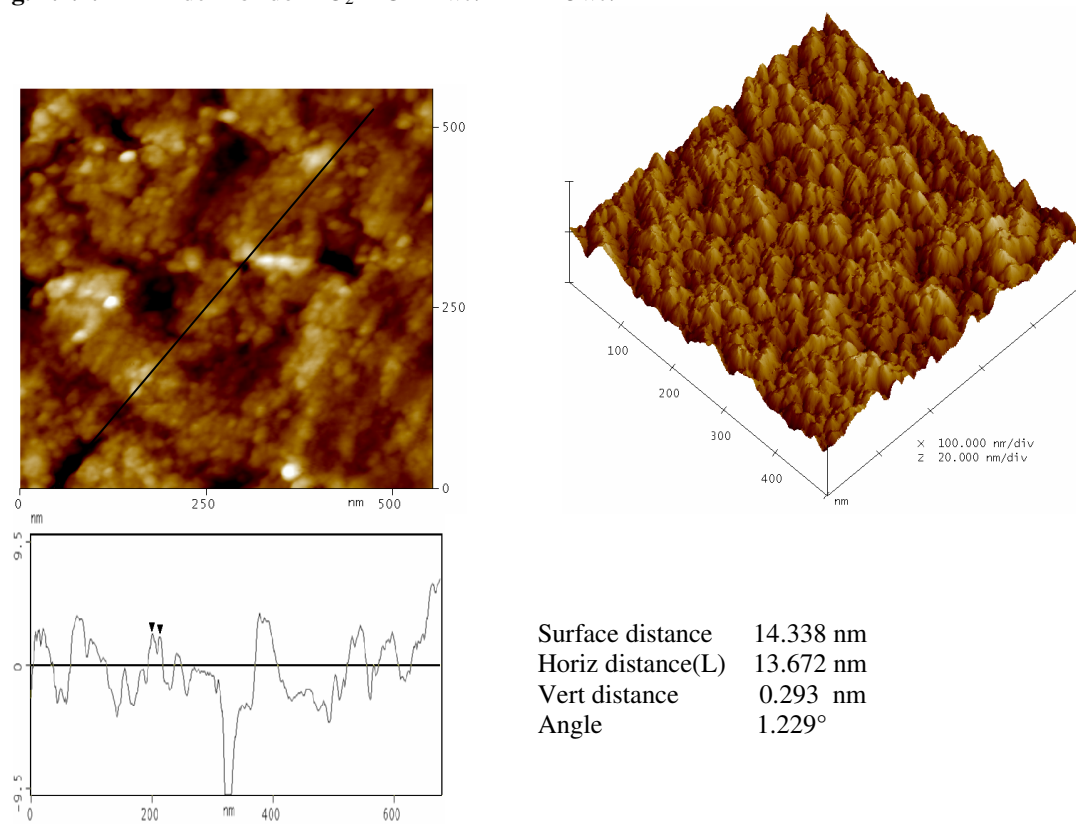 500
250
0
0
250
nm
500
100
200
300
400
nm
X 100.000 nm/div
Z 20.000 nm/div
nm
9.5
0
-9.5
0
200
nm
400
600
Surface distance 14.338 nm
Horiz distance(L) 13.672 nm
Vert distance 0.293 nm
Angle 1.229°